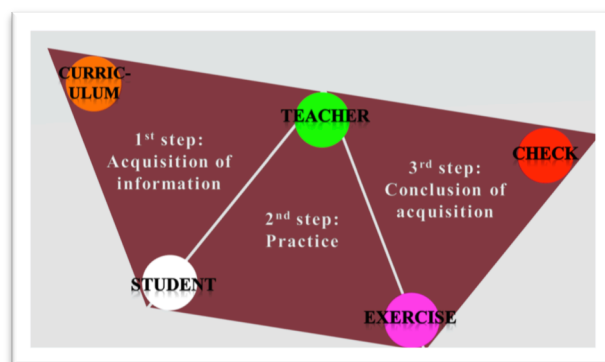 CURRIC-
ULUM
TEACHER
1st step:
Acquisition of
information
CHECK
3rd step:
Conclusion of
acquisition
2nd step:
Practice
STUDENT
EXERCISE